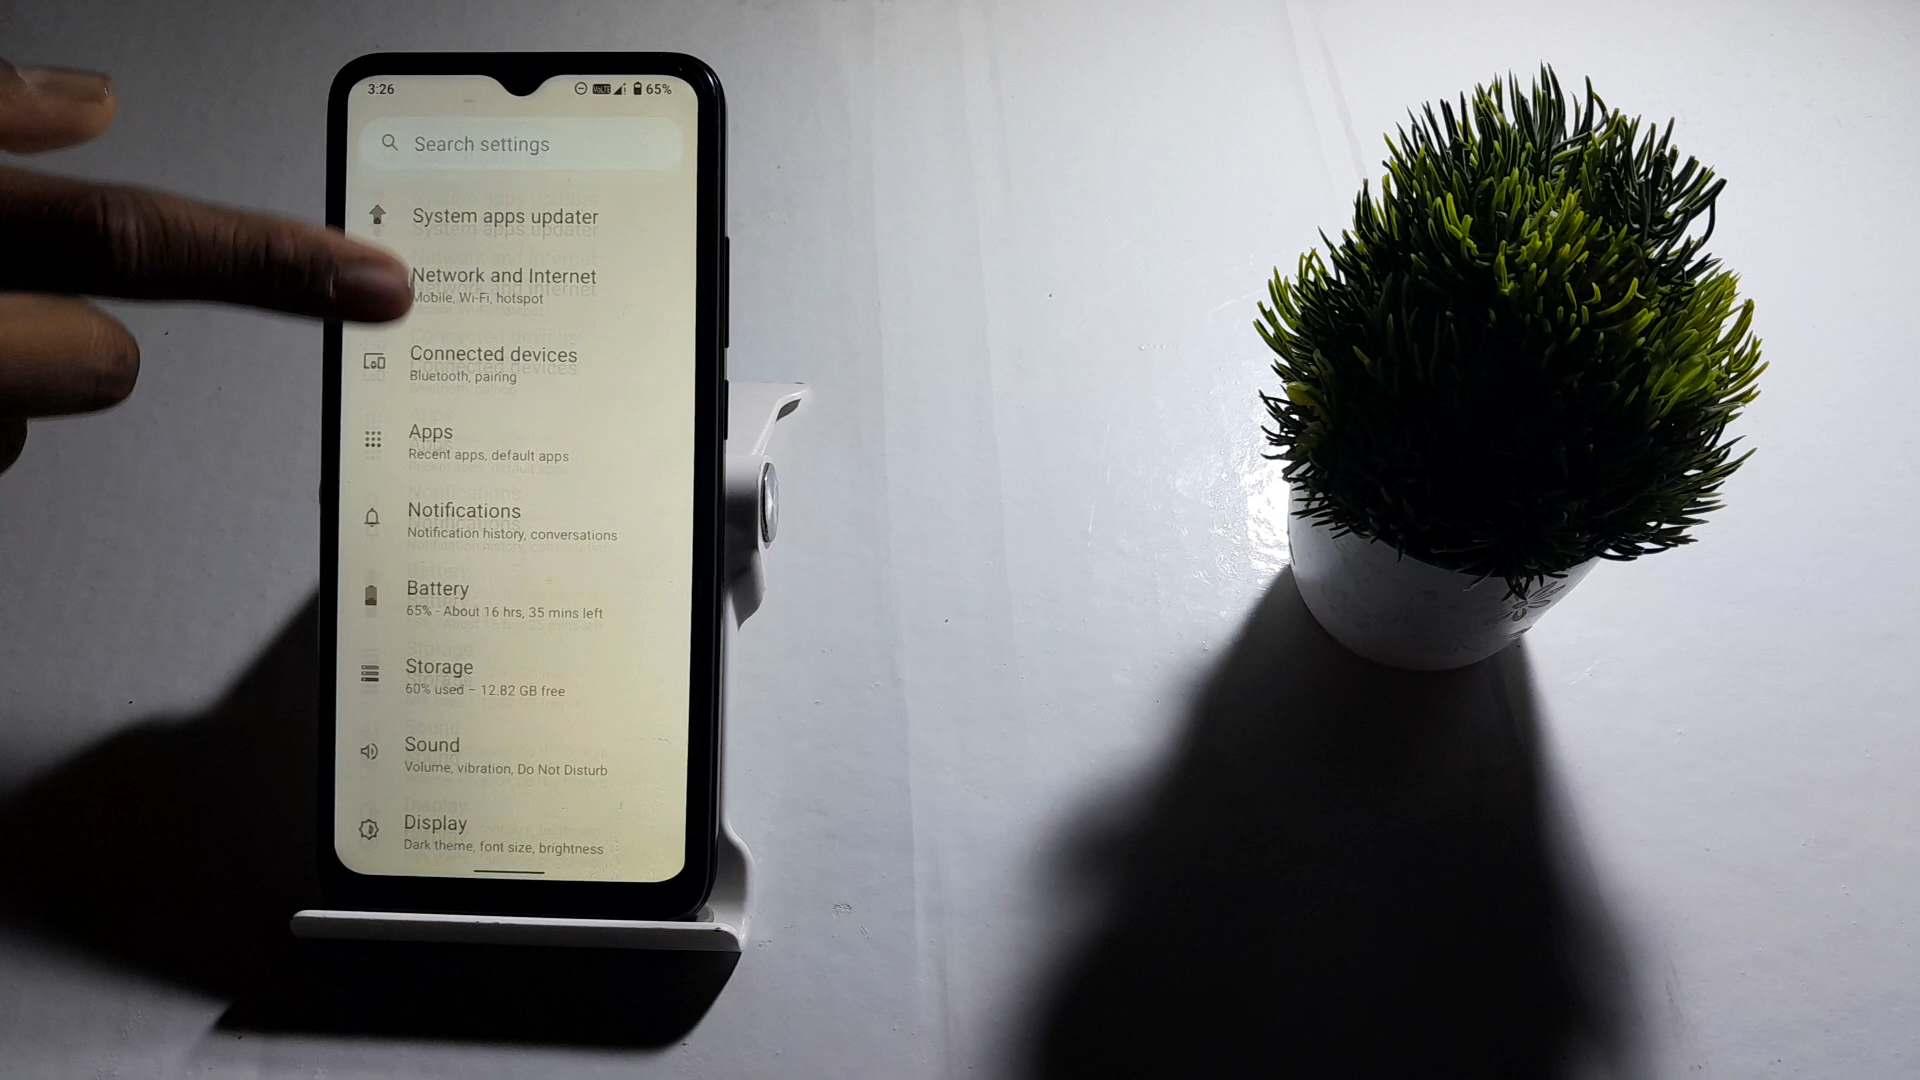 3:26
VoLTE 65%
Search settings
System apps updater
Network and Internet
Mobile, Wi-Fi, hotspot
Connected devices
Bluetooth, pairing
Apps
Recent apps, default apps
Notifications
Notification history, conversations
Battery
65% - About 16 hrs, 35 mins left
Storage
60% used – 12.82 GB free
Sound
Volume, vibration, Do Not Disturb
Display
Dark theme, font size, brightness